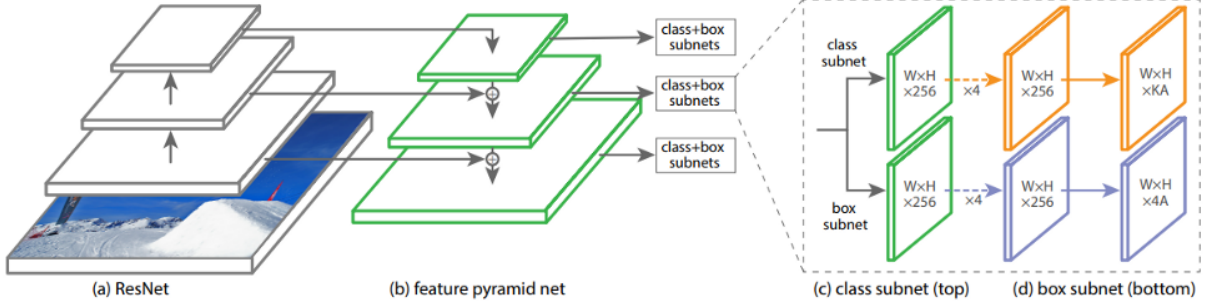 class+box
subnets
class+box
subnets
class+box
subnets
class
subnet
W×H
×256
×4
W×H
×256
W×H
×KA
box
subnet
W×H
×256
×4
W×H
×256
W×H
×4A
(a) ResNet
(b) feature pyramid net
(c) class subnet (top)
(d) box subnet (bottom)